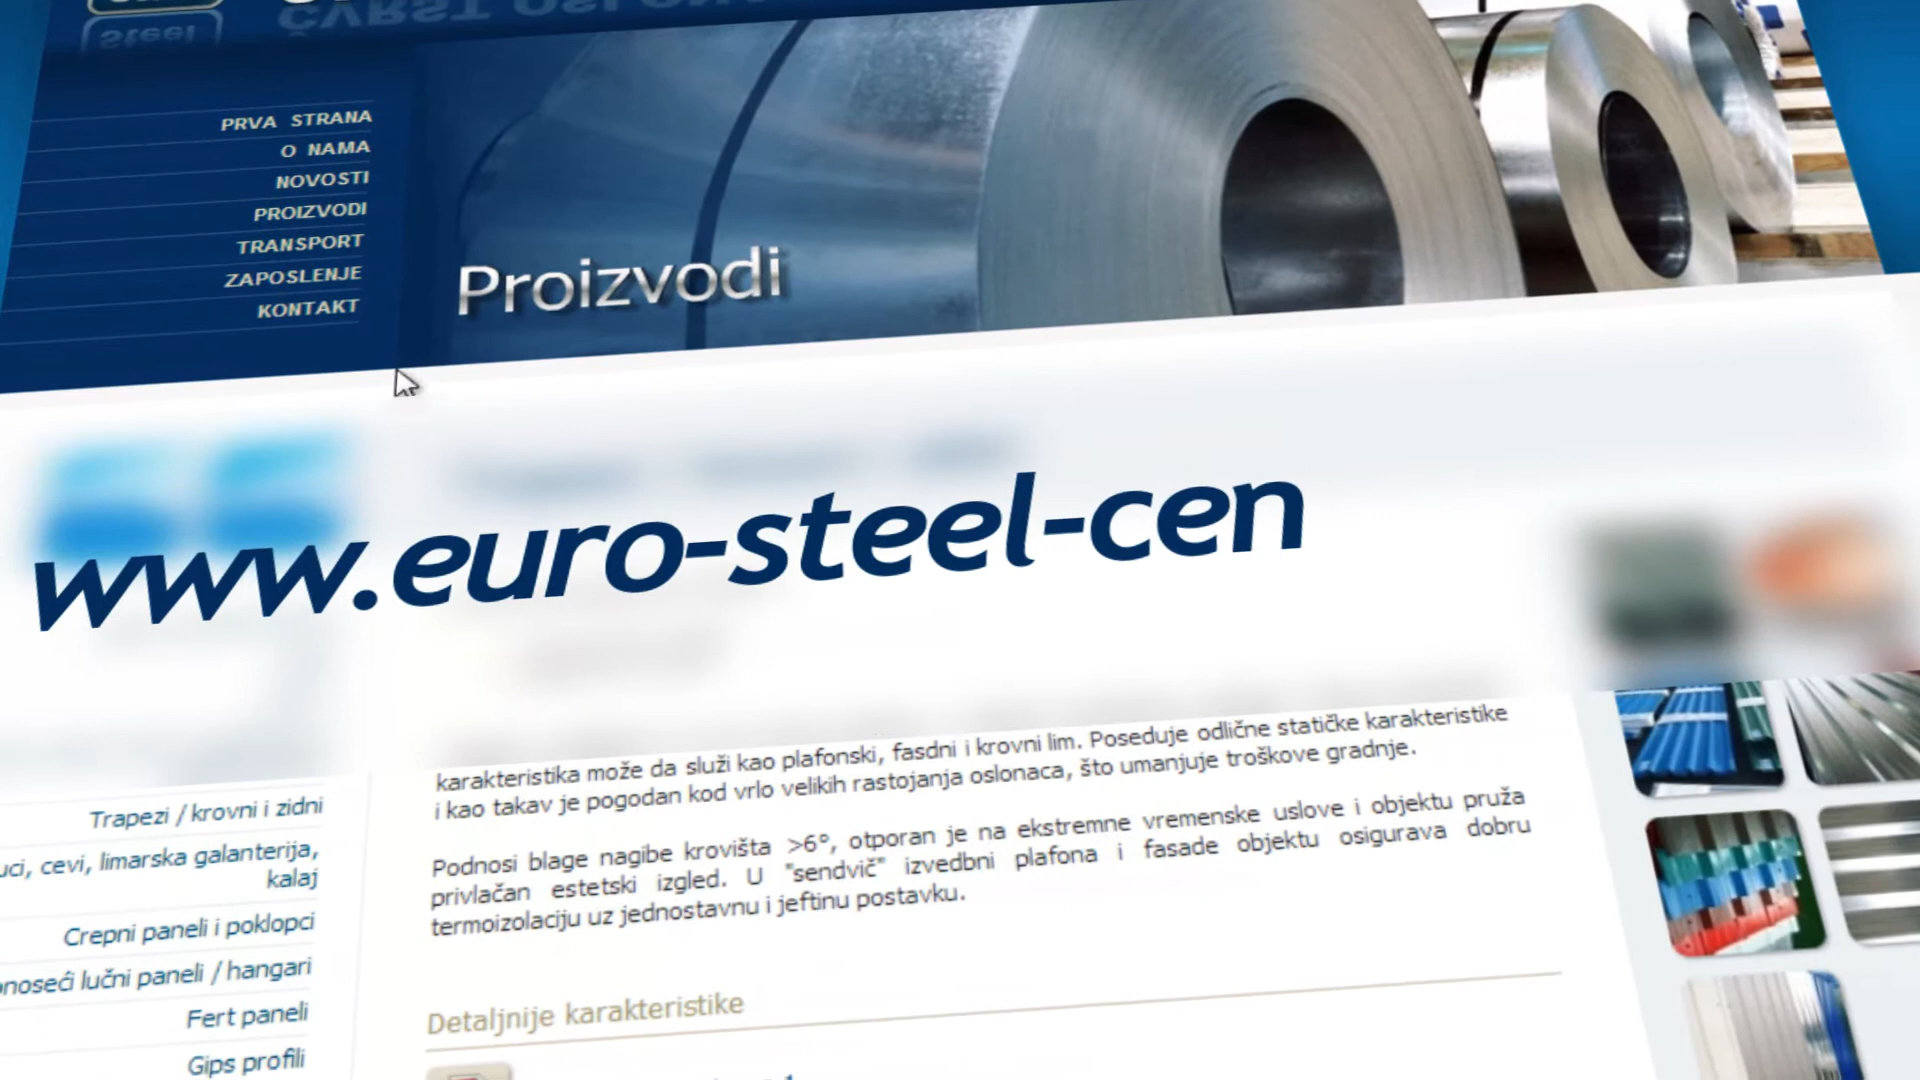 Steel
PRVA STRANA
O NAMA
NOVOSTI
PROIZVODI
TRANSPORT
ZAPOSLENJE
KONTAKT
Proizvodi
www.euro-steel-cen
karakteristika može da služi kao plafonski, fasdni i krovni lim. Poseduje odlične statičke karakteristike
i kao takav je pogodan kod vrlo velikih rastojanja oslonaca, što umanjuje troškove gradnje.
Podnosi blage nagibe krovišta >6°, otporan je na ekstremne vremenske uslove i objektu pruža
privlačan estetski izgled. U "sendvič" izvedbni plafona i fasade objektu osigurava dobru
termoizolaciju uz jednostavnu i jeftinu postavku.
Detaljnije karakteristike
Trapezi / krovni i zidni
uci, cevi, limarska galanterija,
kalaj
Crepni paneli i poklopci
noseći lučni paneli / hangari
Fert paneli
Gips profili